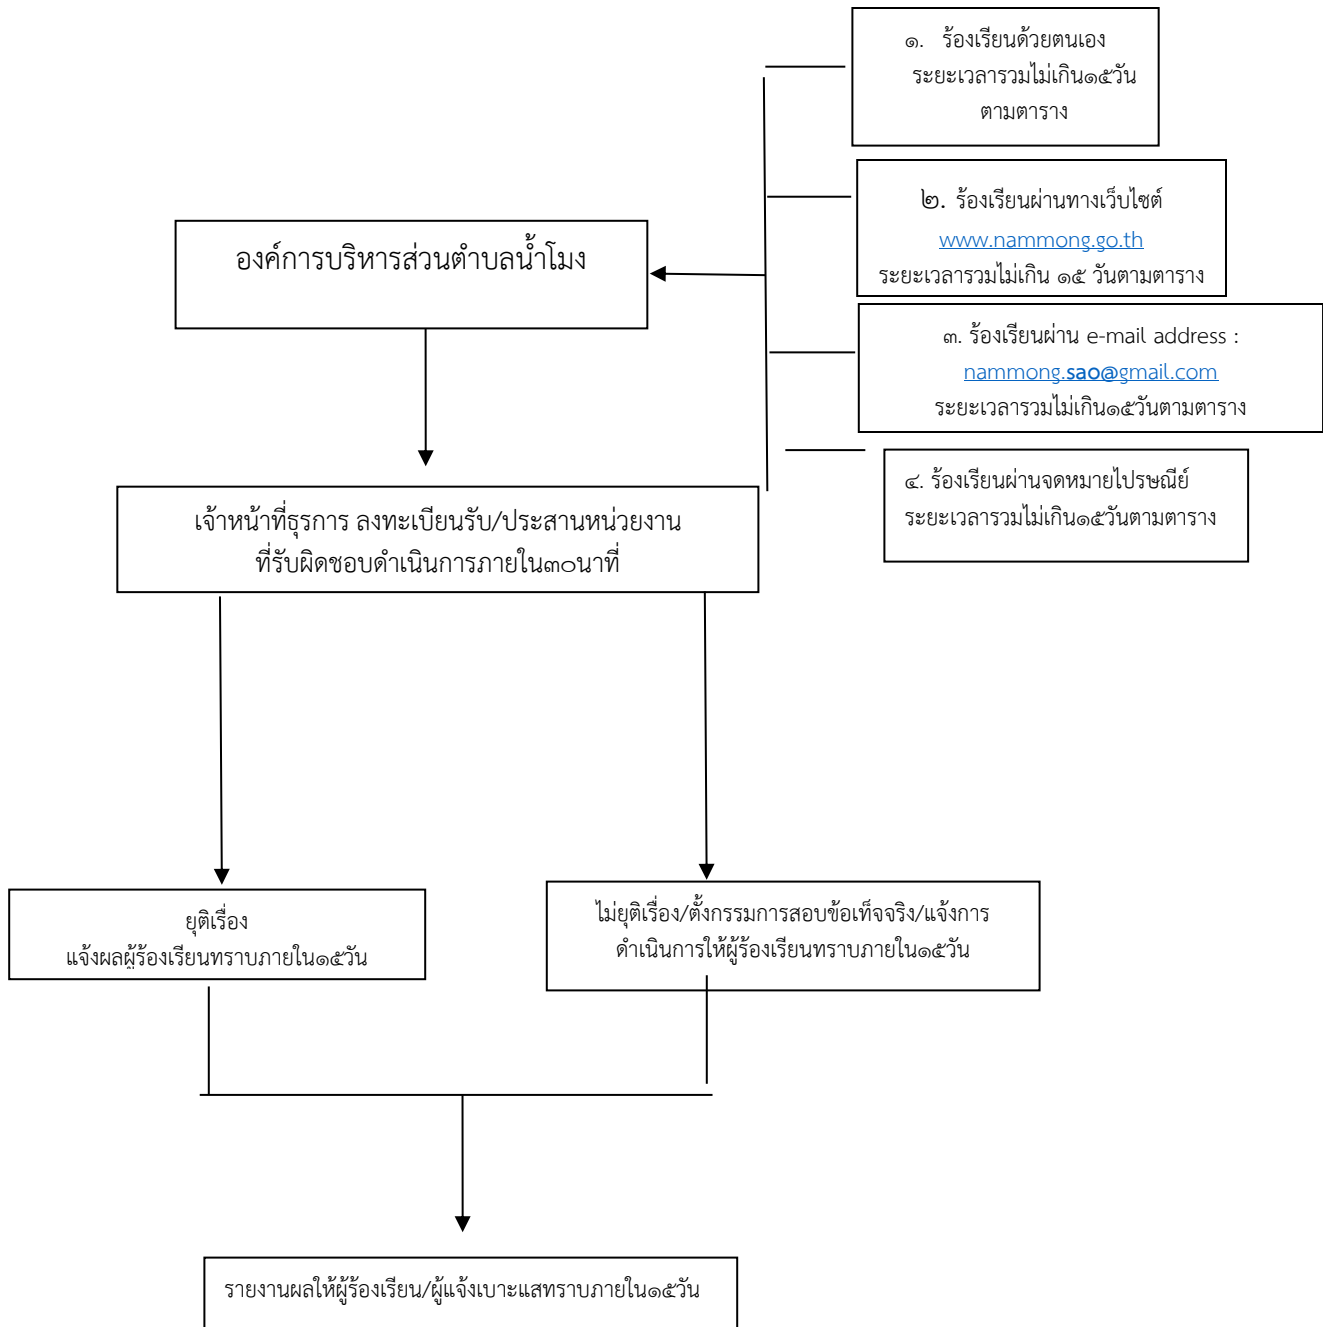 ๑. ร้องเรียนด้วยตนเอง
ระยะเวลารวมไม่เกิน๑๕วัน
ตามตาราง
๒. ร้องเรียนผ่านทางเว็บไซต์
www.nammong.go.th
ระยะเวลารวมไม่เกิน ๑๕ วันตามตาราง
องค์การบริหารส่วนตำบลน้ำโมง
๓. ร้องเรียนผ่าน e-mail address :
nammong.sao@gmail.com
ระยะเวลารวมไม่เกิน๑๕วันตามตาราง
๔. ร้องเรียนผ่านจดหมายไปรษณีย์
ระยะเวลารวมไม่เกิน๑๕วันตามตาราง
เจ้าหน้าที่ธุรการ ลงทะเบียนรับ/ประสานหน่วยงาน
ที่รับผิดชอบดำเนินการภายใน๓๐นาที่
ยุติเรื่อง
แจ้งผลผู้ร้องเรียนทราบภายใน๑๕วัน
ไม่ยุติเรื่อง/ตั้งกรรมการสอบข้อเท็จจริง/แจ้งการ
ดำเนินการให้ผู้ร้องเรียนทราบภายใน๑๕วัน
รายงานผลให้ผู้ร้องเรียน/ผู้แจ้งเบาะแสทราบภายใน๑๕วัน